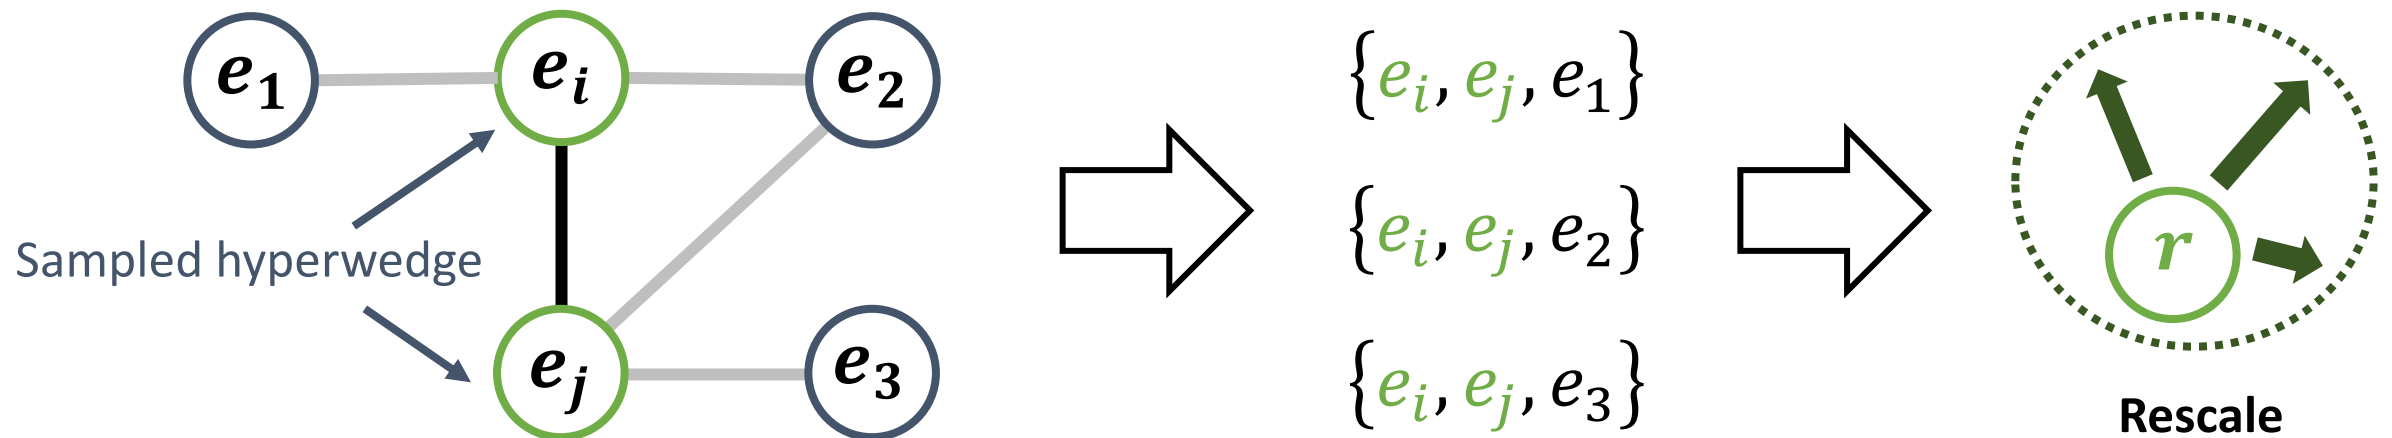 e₁
eᵢ
e₂
Sampled hyperwedge
eⱼ
e₃
{eᵢ, eⱼ, e₁}
{eᵢ, eⱼ, e₂}
{eᵢ, eⱼ, e₃}
r
Rescale